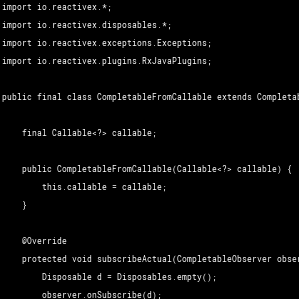 import io.reactivex.*;
import io.reactivex.disposables.*;
import io.reactivex.exceptions.Exceptions;
import io.reactivex.plugins.RxJavaPlugins;
public final class CompletableFromCallable extends Completab
final Callable<?> callable;
public CompletableFromCallable(Callable<?> callable) {
this.callable = callable;
}
@Override
protected void subscribeActual(CompletableObserver obser
Disposable d = Disposables.empty();
observer.onSubscribe(d);